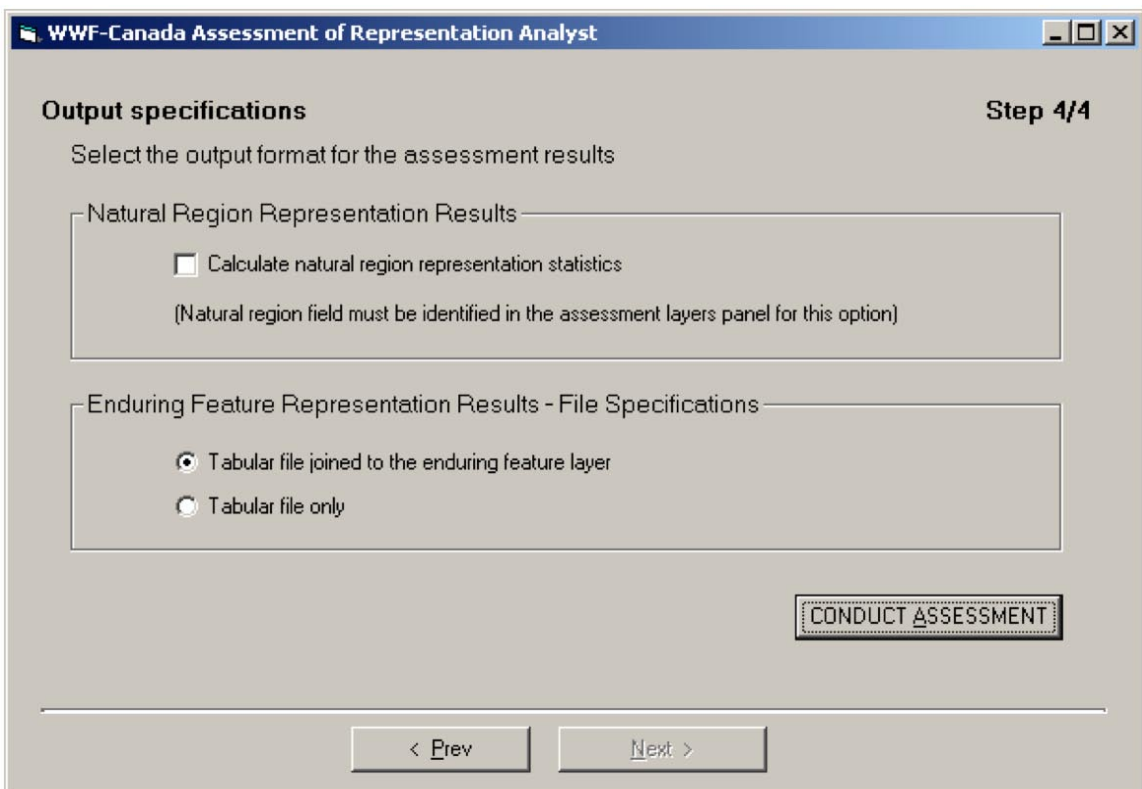 WWF-Canada Assessment of Representation Analyst
Output specifications
Step 4/4
Select the output format for the assessment results
Natural Region Representation Results
Calculate natural region representation statistics
(Natural region field must be identified in the assessment layers panel for this option)
Enduring Feature Representation Results - File Specifications
Tabular file joined to the enduring feature layer
Tabular file only
CONDUCT ASSESSMENT
< Prev
Next >